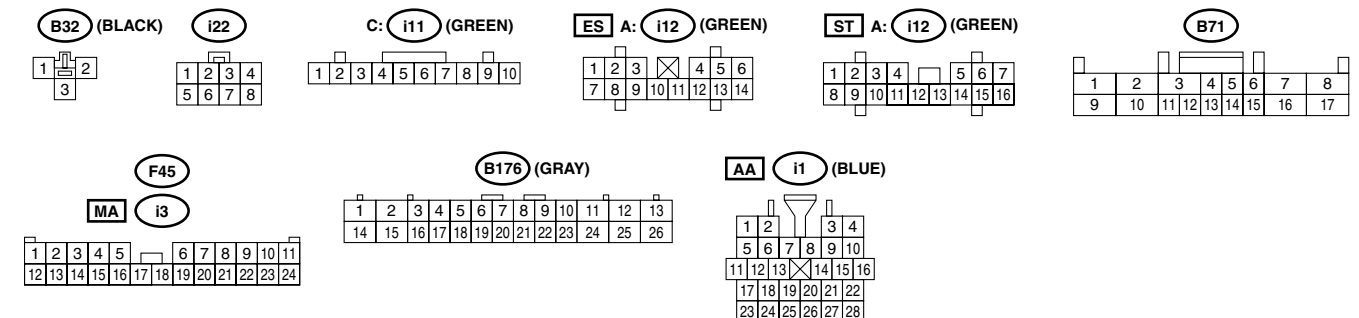 B32 (BLACK)
1 2
3
i22
1 2 3 4
5 6 7 8
C: i11 (GREEN)
1 2 3 4 5 6 7 8 9 10
ES A: i12 (GREEN)
1 2 3 4 5 6
7 8 9 10 11 12 13 14
ST A: i12 (GREEN)
1 2 3 4 5 6 7
8 9 10 11 12 13 14 15 16
B71
1 2 3 4 5 6 7 8
9 10 11 12 13 14 15 16 17
F45
MA i3
1 2 3 4 5 6 7 8 9 10 11
12 13 14 15 16 17 18 19 20 21 22 23 24
B176 (GRAY)
1 2 3 4 5 6 7 8 9 10 11 12 13
14 15 16 17 18 19 20 21 22 23 24 25 26
AA i1 (BLUE)
1 2 3 4
5 6 7 8 9 10
11 12 13 14 15 16
17 18 19 20 21 22
23 24 25 26 27 28